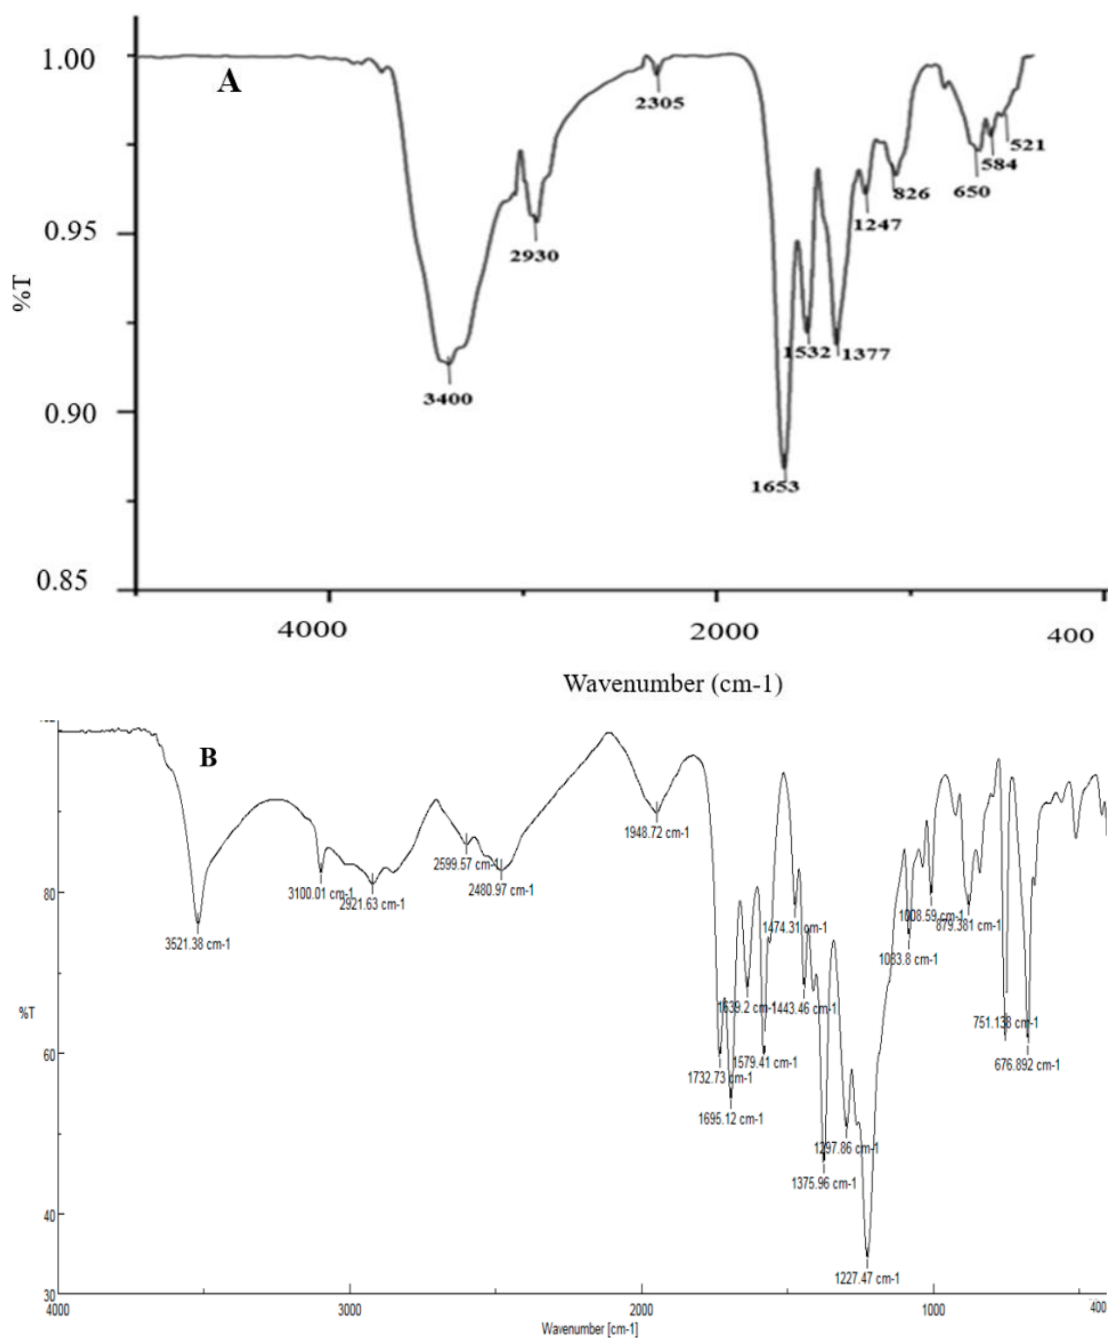 1.00
A
2305
0.95
2930
1247
826
650
584
521
%T
1532
1377
0.90
3400
1653
0.85
4000
2000
400
Wavenumber (cm-1)
B
1948.72 cm-1
2599.57 cm-1
80
3100.01 cm-1
2921.63 cm-1
2480.97 cm-1
3521.38 cm-1
1474.31 cm-1
1008.59 cm-1
879.381 cm-1
1083.8 cm-1
%T
1639.2 cm-1
1443.46 cm-1
751.138 cm-1
60
1579.41 cm-1
676.892 cm-1
1732.73 cm-1
1695.12 cm-1
1297.86 cm-1
1375.96 cm-1
40
1227.47 cm-1
30
4000
3000
2000
1000
400
Wavenumber [cm-1]